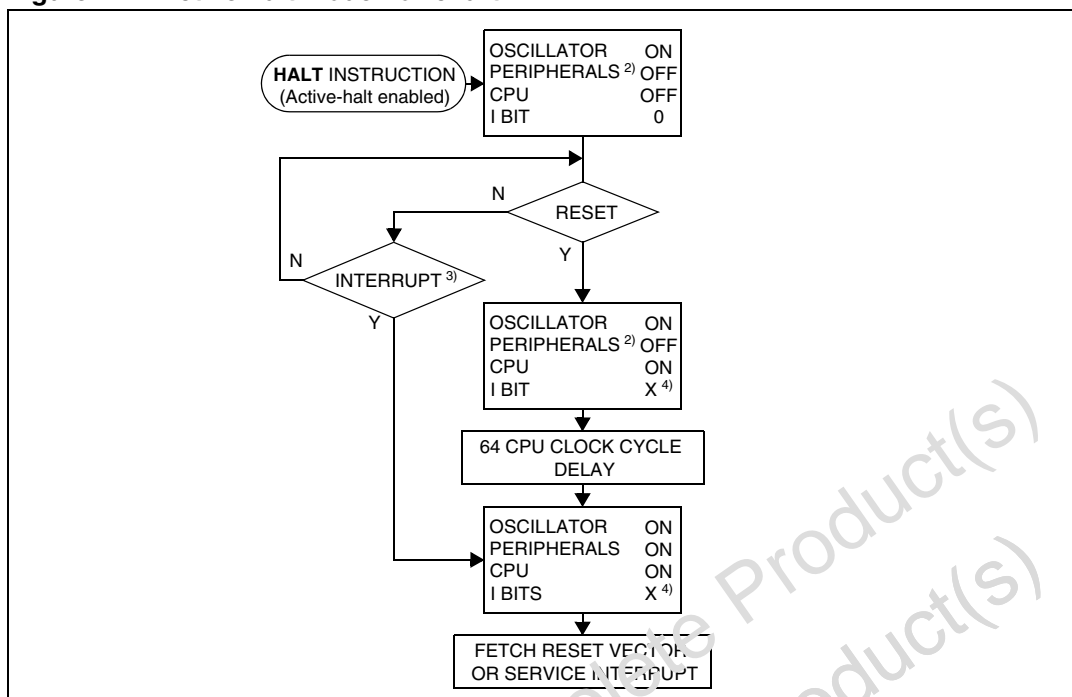 HALT INSTRUCTION
(Active-halt enabled)
OSCILLATOR ON
PERIPHERALS 2) OFF
CPU OFF
I BIT 0
N
RESET
Y
N
INTERRUPT 3)
Y
OSCILLATOR ON
PERIPHERALS 2) OFF
CPU ON
I BIT X 4)
64 CPU CLOCK CYCLE
DELAY
OSCILLATOR ON
PERIPHERALS ON
CPU ON
I BITS X 4)
FETCH RESET VECTOR
OR SERVICE INTERRUPT
Product(s)